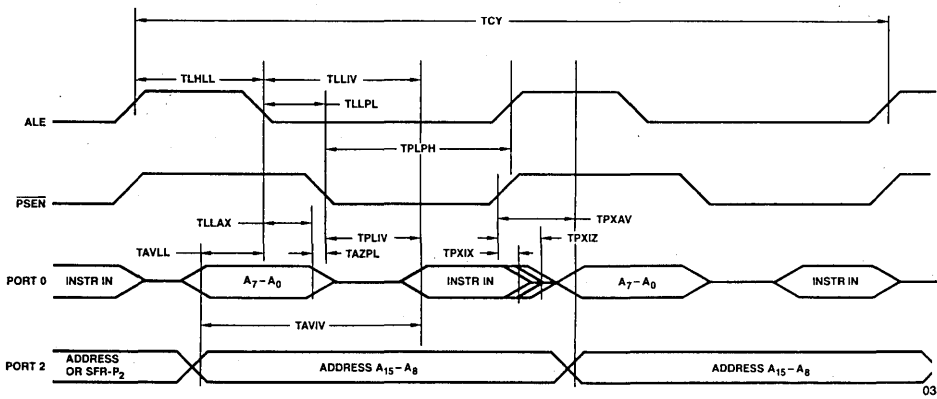 TCY
TLHLL
TLLIV
TLLPL
ALE
TPLPH
PSEN
TLLAX
TPXAV
TAVLL
TPLIV
TAZPL
TPXIX
TPXIZ
PORT 0
INSTR IN
A7–A0
INSTR IN
A7–A0
INSTR IN
TAVIV
PORT 2
ADDRESS
OR SFR-P2
ADDRESS A15–A8
ADDRESS A15–A8
03